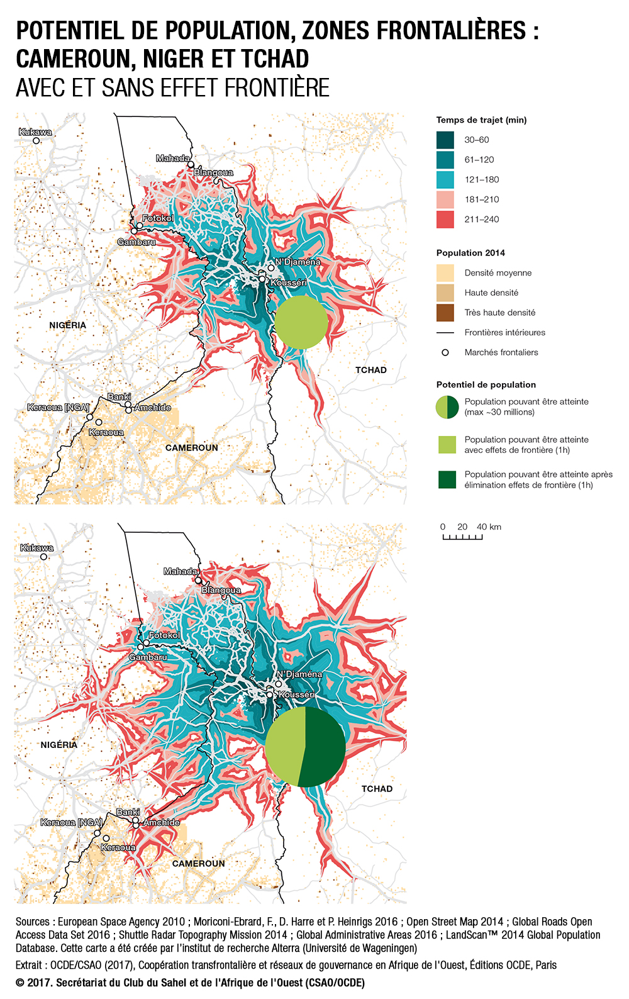 POTENTIEL DE POPULATION, ZONES FRONTALIÈRES :
CAMEROUN, NIGER ET TCHAD
AVEC ET SANS EFFET FRONTIÈRE
Kukawa
Mahada
Blangoua
Fotokol
Gambaru
N'Djaména
Kousséri
NIGÉRIA
TCHAD
Banki
Keraoua [NGA]
Amchide
Keraoua
CAMEROUN
Temps de trajet (min)
30–60
61–120
121–180
181–210
211–240
Population 2014
Densité moyenne
Haute densité
Très haute densité
Frontières intérieures
Marchés frontaliers
Potentiel de population
Population pouvant être atteinte
(max ~30 millions)
Population pouvant être atteinte
avec effets de frontière (1h)
Population pouvant être atteinte après
élimination effets de frontière (1h)
0 20 40 km
Kukawa
Mahada
Blangoua
Fotokol
Gambaru
N'Djaména
Kousséri
NIGÉRIA
TCHAD
Banki
Keraoua [NGA]
Amchide
Keraoua
CAMEROUN
Sources : European Space Agency 2010 ; Moriconi-Ebrard, F., D. Harre et P. Heinrigs 2016 ; Open Street Map 2014 ; Global Roads Open
Access Data Set 2016 ; Shuttle Radar Topography Mission 2014 ; Global Administrative Areas 2016 ; LandScan™ 2014 Global Population
Database. Cette carte a été créée par l'institut de recherche Alterra (Université de Wageningen)
Extrait : OCDE/CSAO (2017), Coopération transfrontalière et réseaux de gouvernance en Afrique de l'Ouest, Éditions OCDE, Paris
© 2017. Secrétariat du Club du Sahel et de l'Afrique de l'Ouest (CSAO/OCDE)